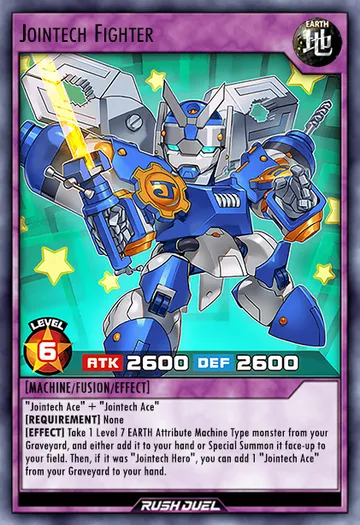 Jointech Fighter
EARTH
地
LEVEL
6
ATK 2600 DEF 2600
[MACHINE/FUSION/EFFECT]
"Jointech Ace" + "Jointech Ace"
[REQUIREMENT] None
[EFFECT] Take 1 Level 7 EARTH Attribute Machine Type monster from your
Graveyard, and either add it to your hand or Special Summon it face-up to
your field. Then, if it was "Jointech Hero", you can add 1 "Jointech Ace"
from your Graveyard to your hand.
RUSH DUEL